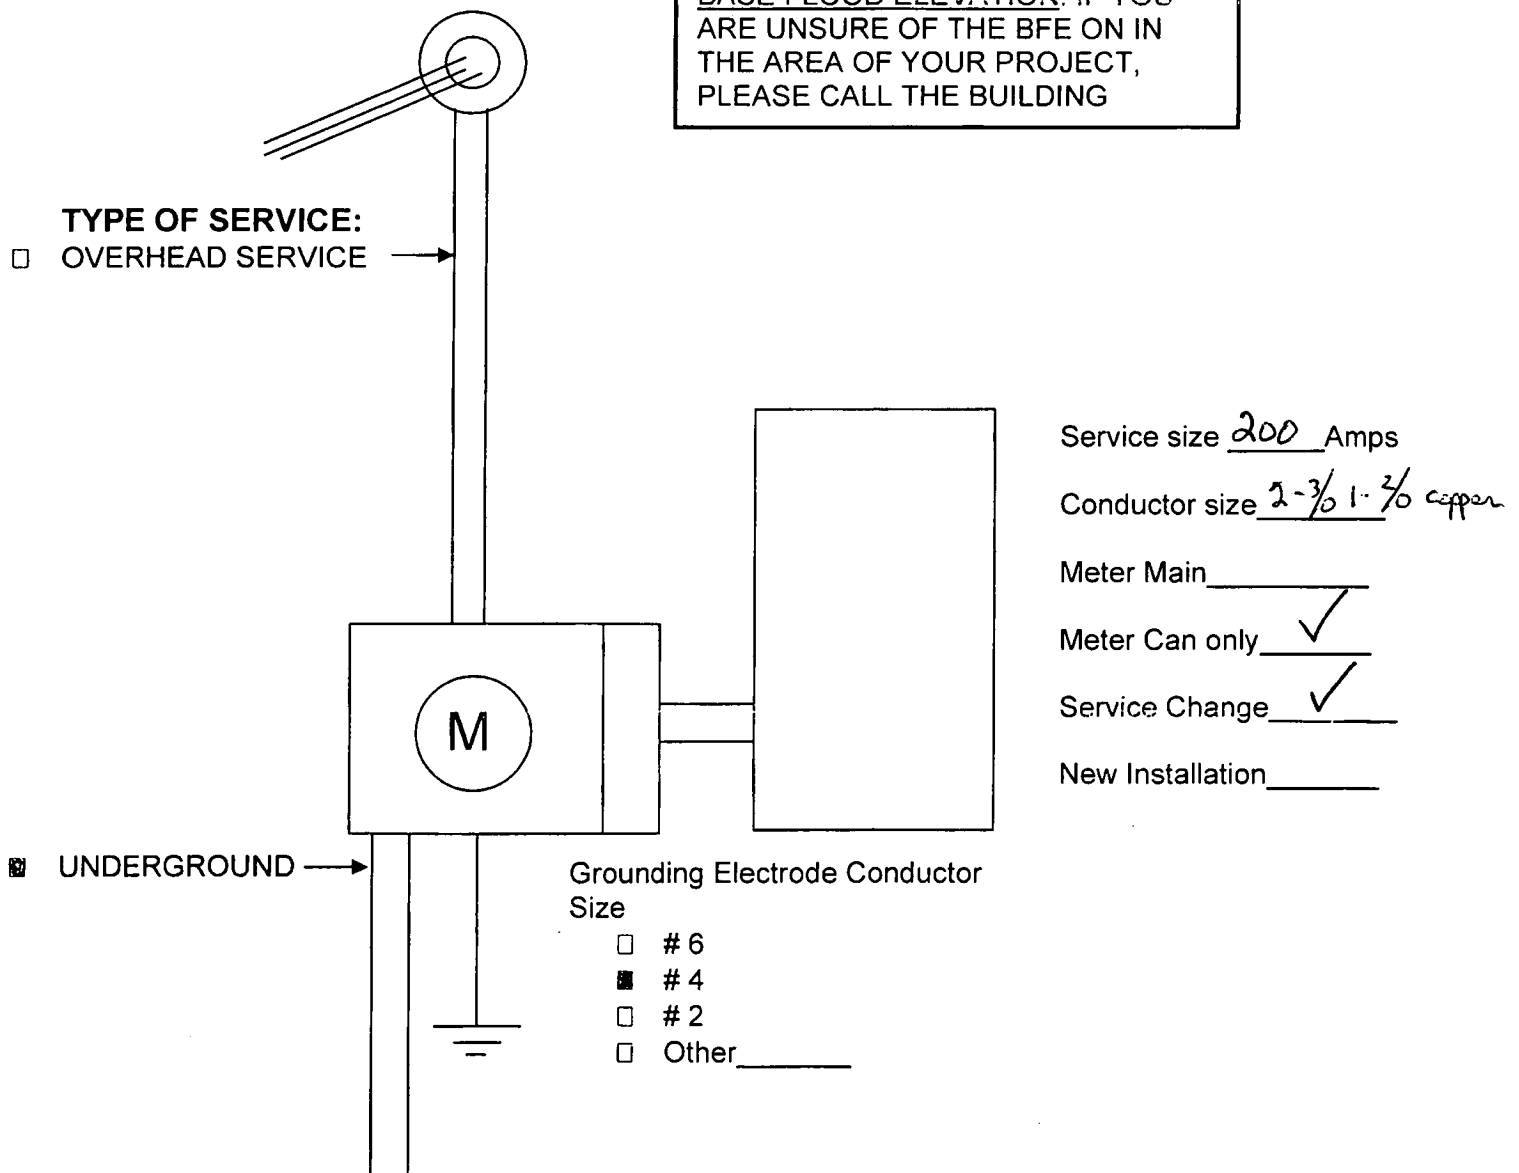 BASE FLOOD ELEVATION. IF YOU
ARE UNSURE OF THE BFE ON IN
THE AREA OF YOUR PROJECT,
PLEASE CALL THE BUILDING
TYPE OF SERVICE:
OVERHEAD SERVICE
Service size 200 Amps
Conductor size 2-3/0 1-2/0 copper
Meter Main
Meter Can only ✓
Service Change ✓
New Installation
M
UNDERGROUND
Grounding Electrode Conductor
Size
# 6
# 4
# 2
Other